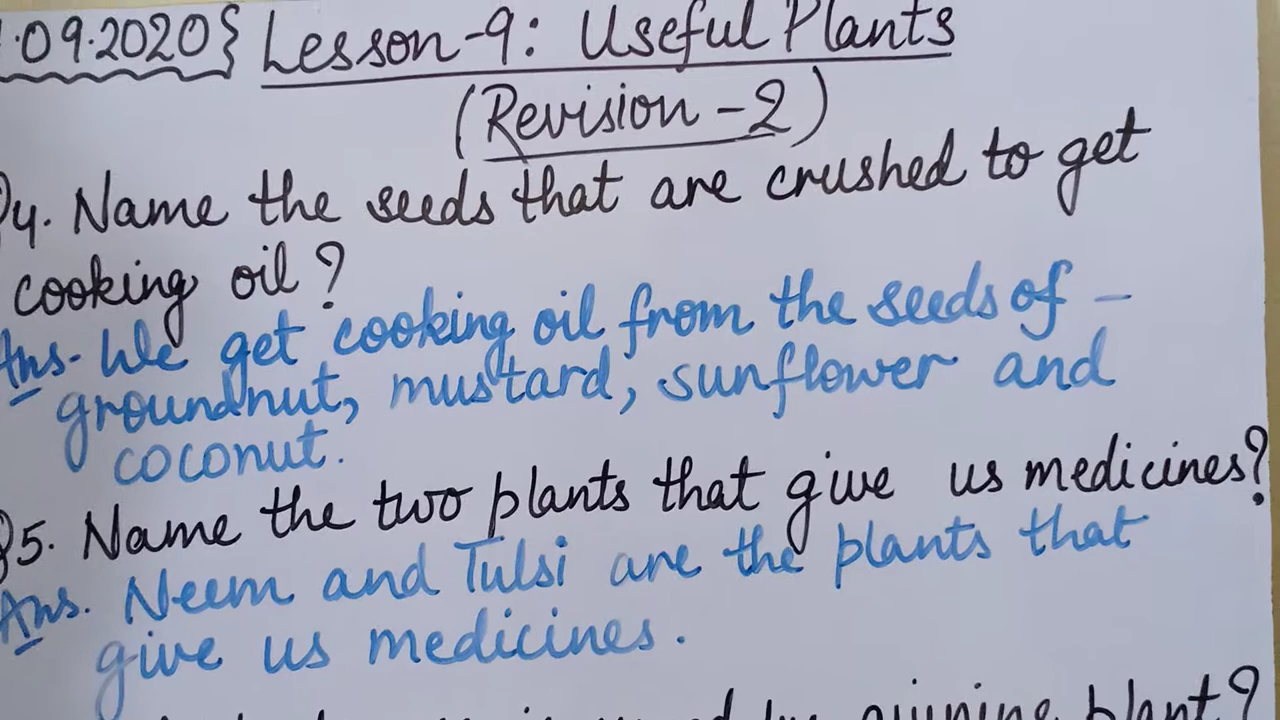 .09.2020} Lesson-9: Useful Plants
(Revision-2)
Q4. Name the seeds that are crushed to get
cooking oil?
Ans- We get cooking oil from the seeds of -
groundnut, mustard, sunflower and
coconut.
Q5. Name the two plants that give us medicines?
Ans. Neem and Tulsi are the plants that
give us medicines.
quinine plant?